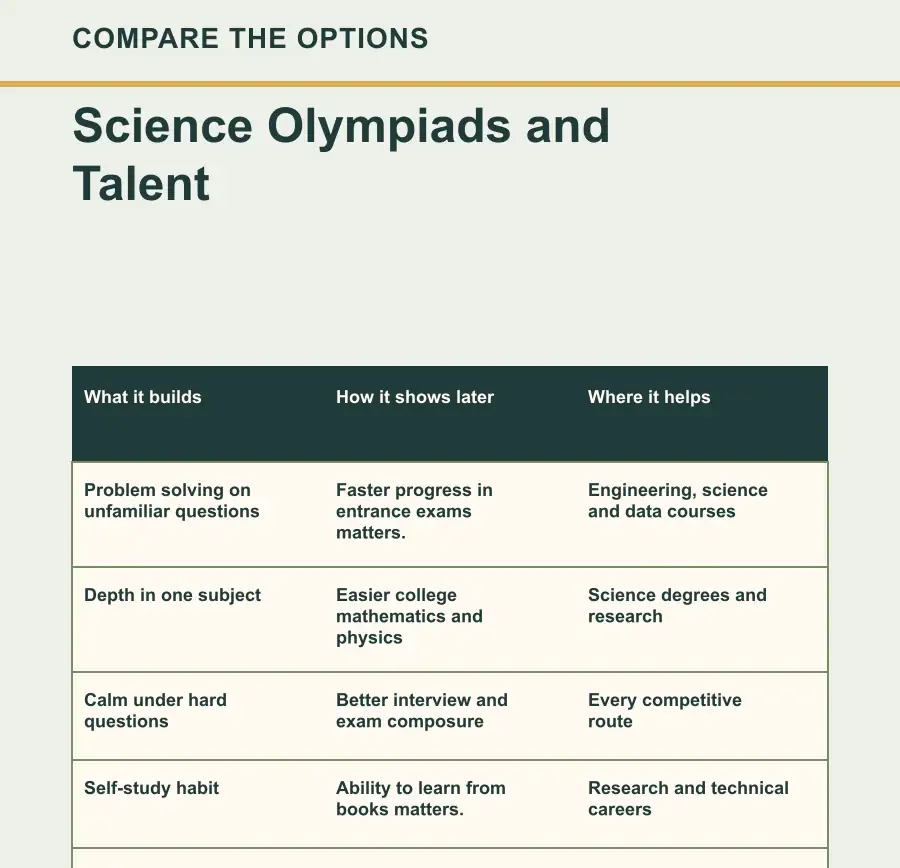 COMPARE THE OPTIONS
Science Olympiads and
Talent
What it builds
How it shows later
Where it helps
Problem solving on
unfamiliar questions
Faster progress in
entrance exams
matters.
Engineering, science
and data courses
Depth in one subject
Easier college
mathematics and
physics
Science degrees and
research
Calm under hard
questions
Better interview and
exam composure
Every competitive
route
Self-study habit
Ability to learn from
books matters.
Research and technical
careers